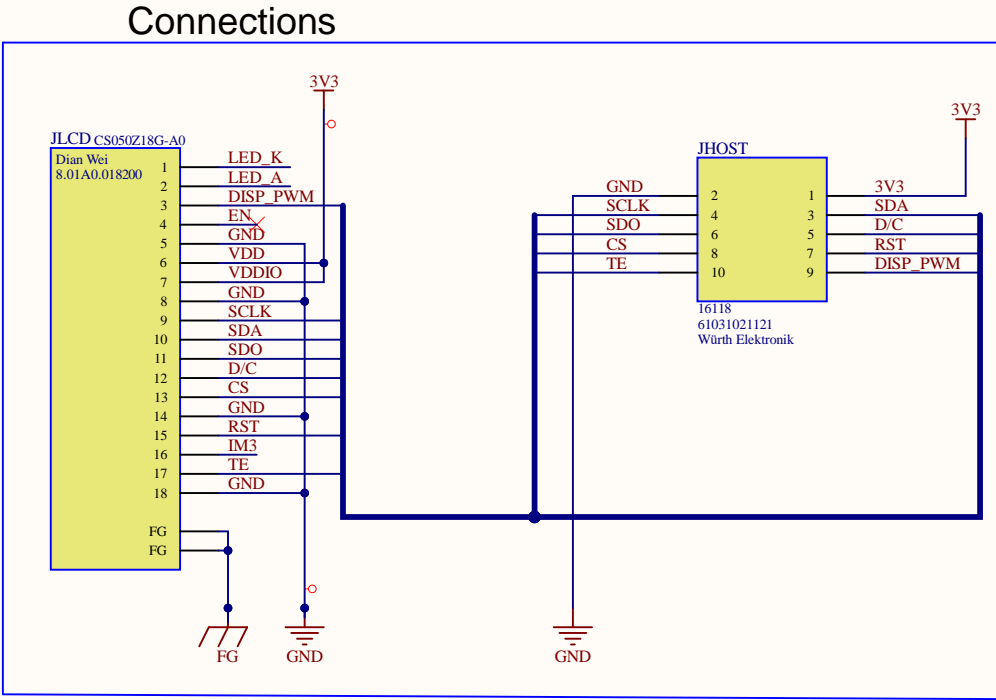 Connections
3V3
JLCD CS050Z18G-A0
Dian Wei
8.01A0.018200
1 LED_K
2 LED_A
3 DISP_PWM
4 EN
5 GND
6 VDD
7 VDDIO
8 GND
9 SCLK
10 SDA
11 SDO
12 D/C
13 CS
14 GND
15 RST
16 IM3
17 TE
18 GND
FG
FG
FG
GND
3V3
JHOST
GND 2 1 3V3
SCLK 4 3 SDA
SDO 6 5 D/C
CS 8 7 RST
TE 10 9 DISP_PWM
16118
61031021121
Würth Elektronik
GND